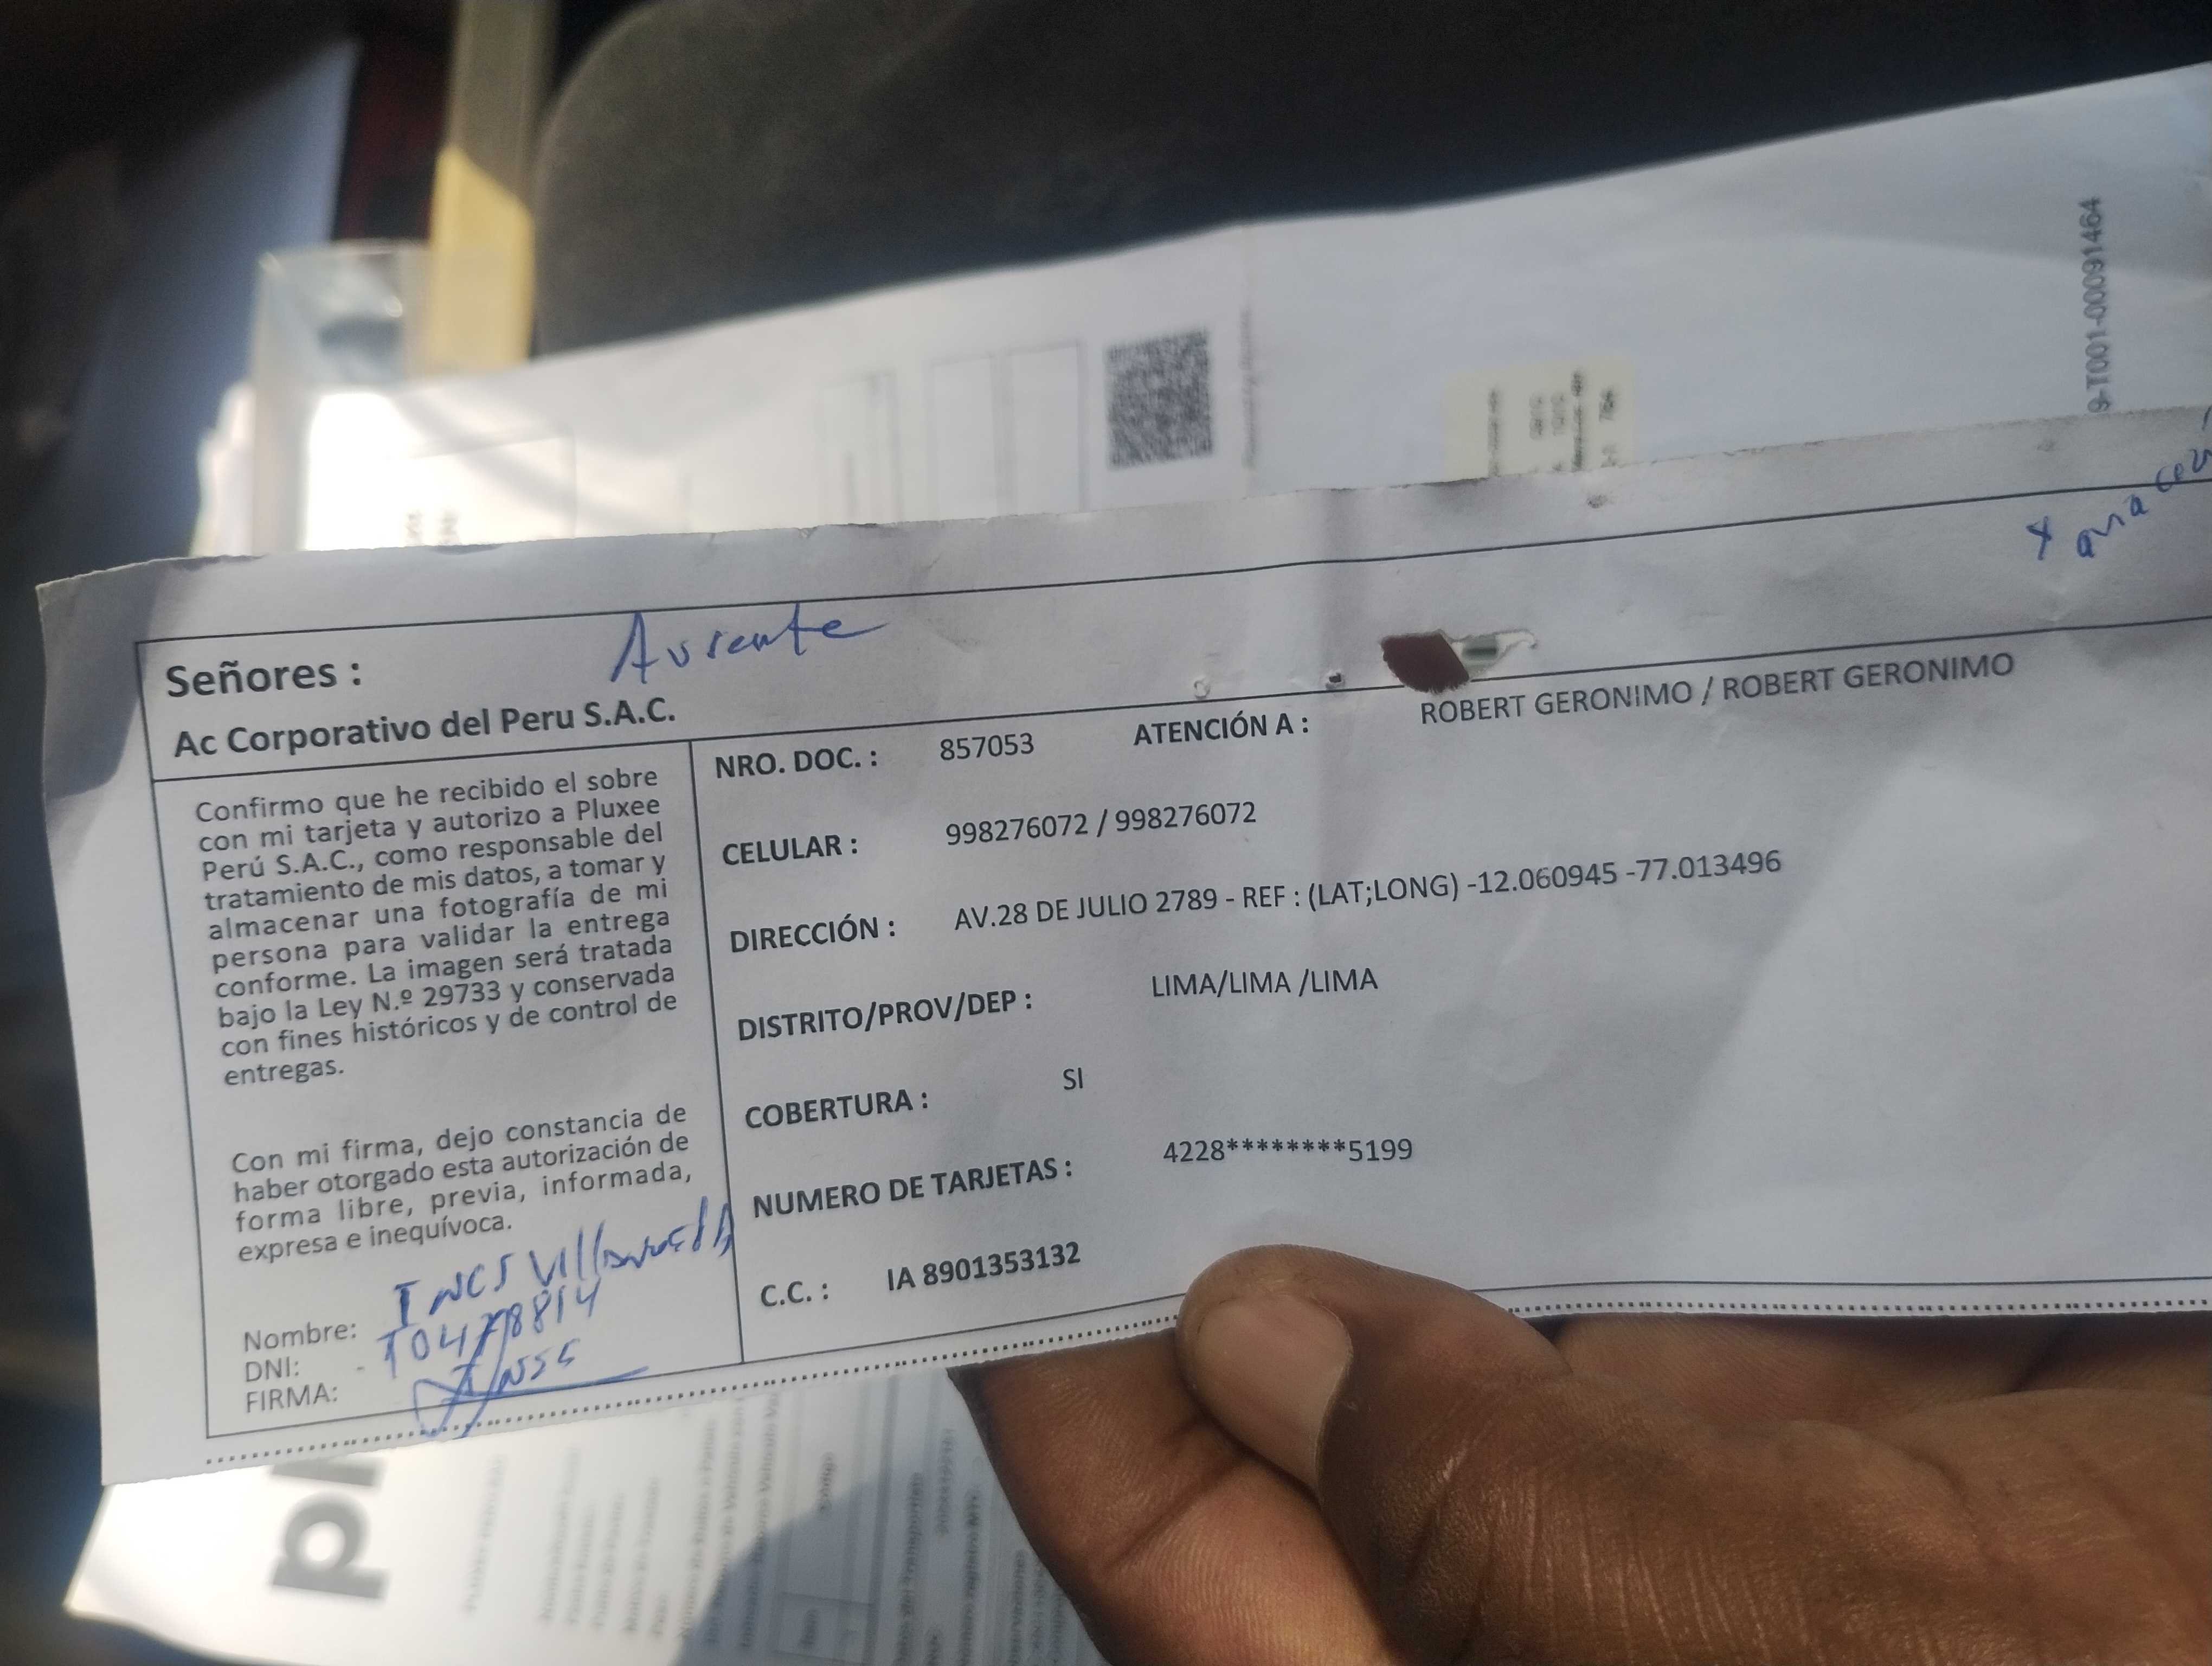 9-T001-00091464
Ausente
Señores :
Ac Corporativo del Peru S.A.C.
Confirmo que he recibido el sobre
con mi tarjeta y autorizo a Pluxee
Perú S.A.C., como responsable del
tratamiento de mis datos, a tomar y
almacenar una fotografía de mi
persona para validar la entrega
conforme. La imagen será tratada
bajo la Ley N.º 29733 y conservada
con fines históricos y de control de
entregas.
Con mi firma, dejo constancia de
haber otorgado esta autorización de
forma libre, previa, informada,
expresa e inequívoca.
Nombre:
DNI:
FIRMA:
NRO. DOC. : 857053 ATENCIÓN A : ROBERT GERONIMO / ROBERT GERONIMO
CELULAR : 998276072 / 998276072
DIRECCIÓN : AV.28 DE JULIO 2789 - REF : (LAT;LONG) -12.060945 -77.013496
DISTRITO/PROV/DEP : LIMA/LIMA /LIMA
COBERTURA : SI
NUMERO DE TARJETAS : 4228********5199
C.C. : IA 8901353132
pl